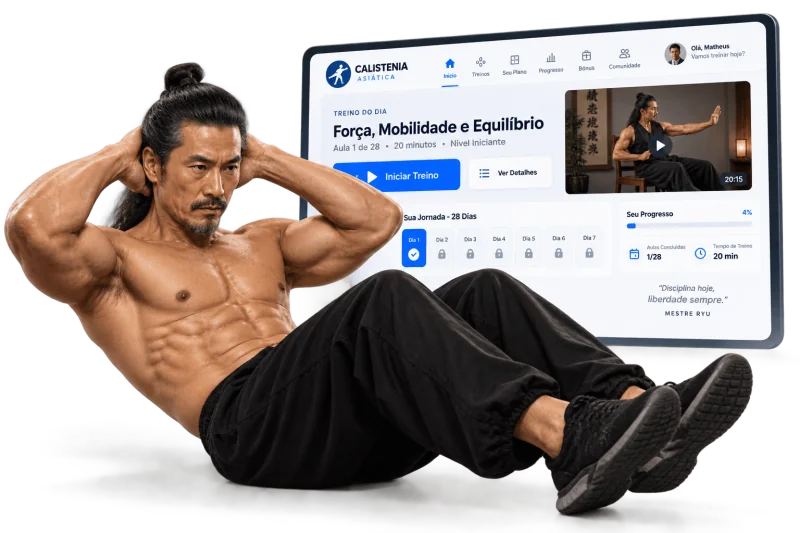 CALISTENIA
ASIÁTICA
Início
Treinos
Seu Plano
Progresso
Bônus
Comunidade
Olá, Matheus
Vamos treinar hoje?
TREINO DO DIA
Força, Mobilidade e Equilíbrio
Aula 1 de 28 • 20 minutos • Nível Iniciante
Iniciar Treino
Ver Detalhes
20:15
Sua Jornada - 28 Dias
Dia 1
Dia 2
Dia 3
Dia 4
Dia 5
Dia 6
Dia 7
Seu Progresso
4%
Aulas Concluídas
1/28
Tempo de Treino
20 min
"Disciplina hoje,
liberdade sempre."
MESTRE RYU